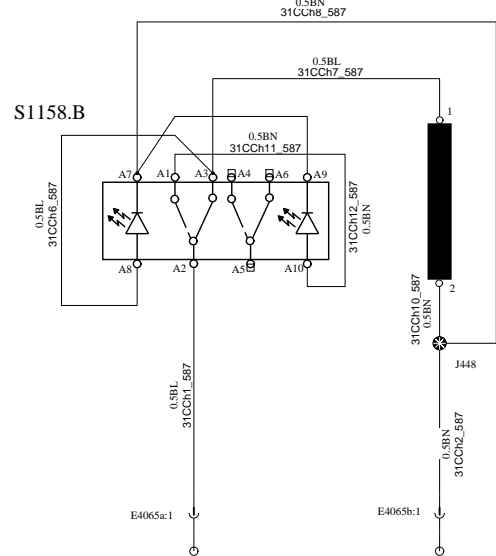 0.5BN
31CCh8_587
0.5BL
31CCh7_587
S1158.B
0.5BN
31CCh11_587
1
A7
A1
A3
A4
A6
A9
0.5BL
31CCh6_587
31CCh12_587
0.5BN
A8
A2
A5
A10
2
31CCh10_587
0.5BN
J448
0.5BL
31CCh1_587
0.5BN
31CCh2_587
E4065a:1
E4065b:1